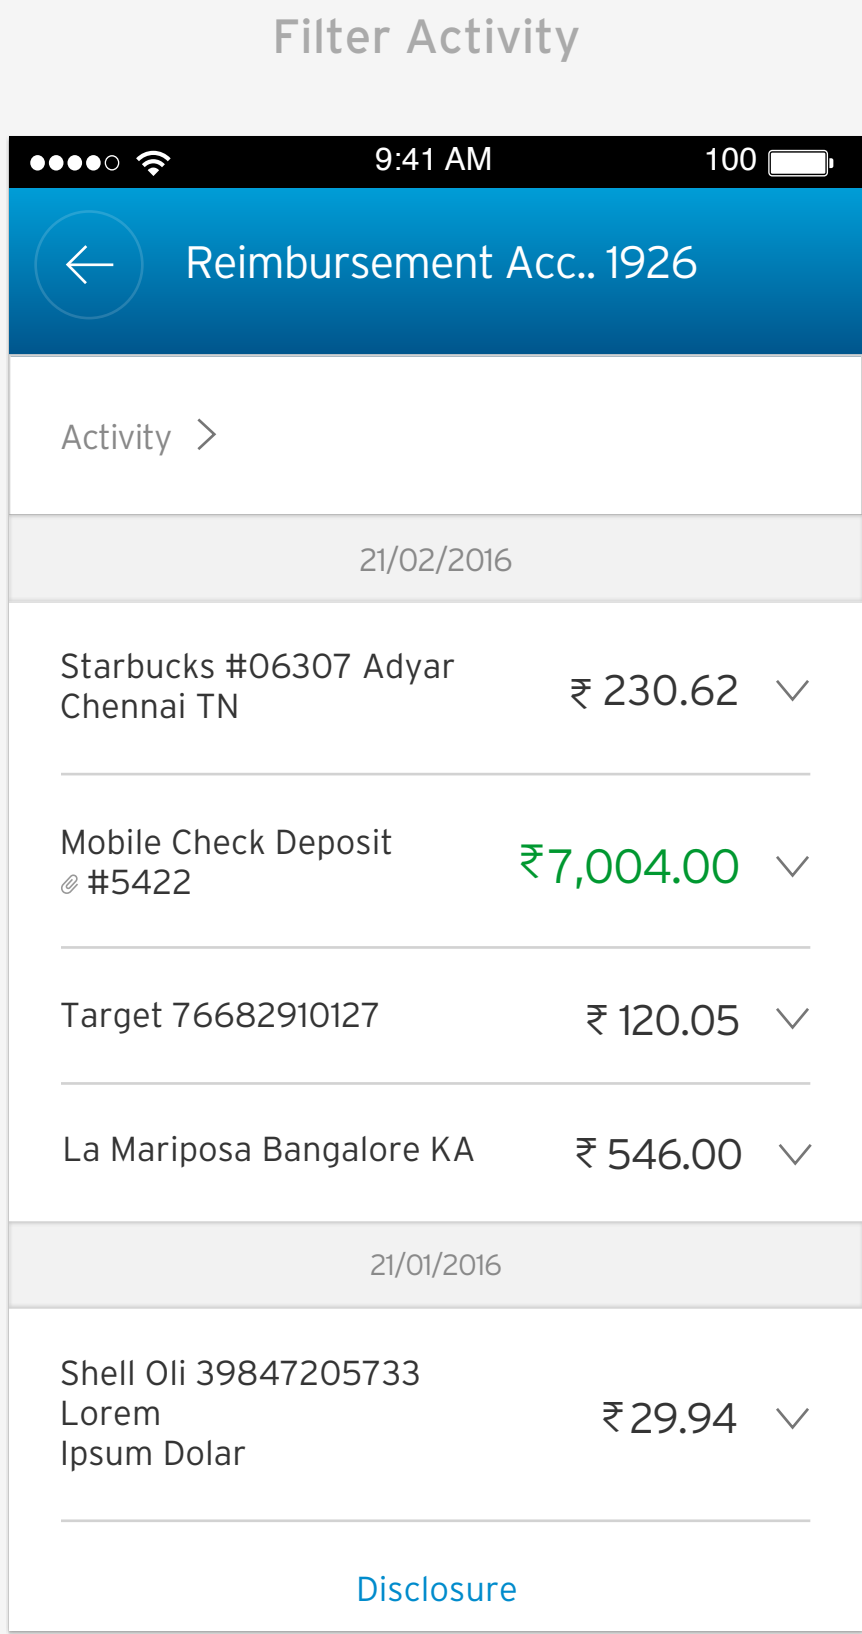 Filter Activity
9:41 AM
100
Reimbursement Acc.. 1926
Activity
21/02/2016
Starbucks #06307 Adyar
Chennai TN
₹ 230.62
Mobile Check Deposit
#5422
₹7,004.00
Target 76682910127
₹ 120.05
La Mariposa Bangalore KA
₹ 546.00
21/01/2016
Shell Oli 39847205733
Lorem
Ipsum Dolar
₹ 29.94
Disclosure